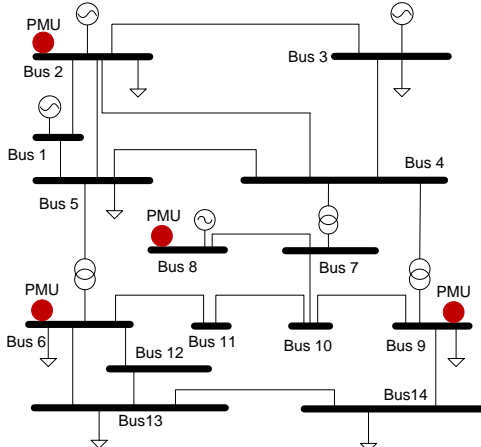 PMU
Bus 2
Bus 3
Bus 1
Bus 4
Bus 5
PMU
Bus 8
Bus 7
PMU
PMU
Bus 6
Bus 11
Bus 10
Bus 9
Bus 12
Bus14
Bus13